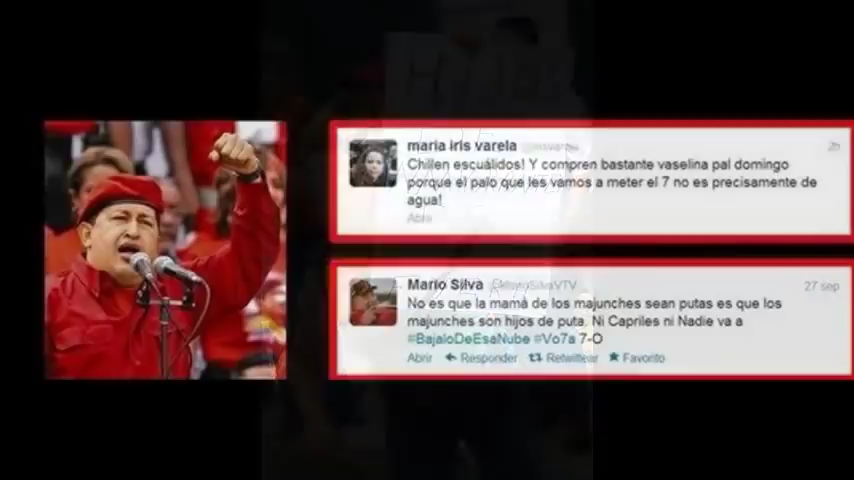 maria iris varela
2h
Chillen escuálidos! Y compren bastante vaselina pal domingo
porque el palo que les vamos a meter el 7 no es precisamente de
agua!
Abrir
Mario Silva @MarioSilvaVTV
27 sep
No es que la mamá de los majunches sean putas es que los
majunches son hijos de puta. Ni Capriles ni Nadie va a
#BajaloDeEsaNube #Vo7a 7-O
Abrir Responder Retwittear Favorito